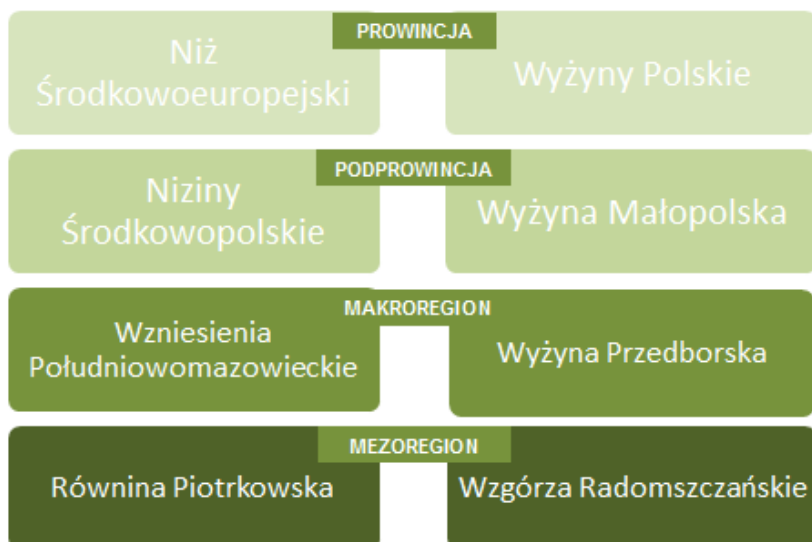 PROWINCJA
Niż
Środkowoeuropejski
Wyżyny Polskie
PODPROWINCJA
Niziny
Środkowopolskie
Wyżyna Małopolska
MAKROREGION
Wzniesienia
Południowomazowieckie
Wyżyna Przedborska
MEZOREGION
Równina Piotrkowska
Wzgórza Radomszczańskie